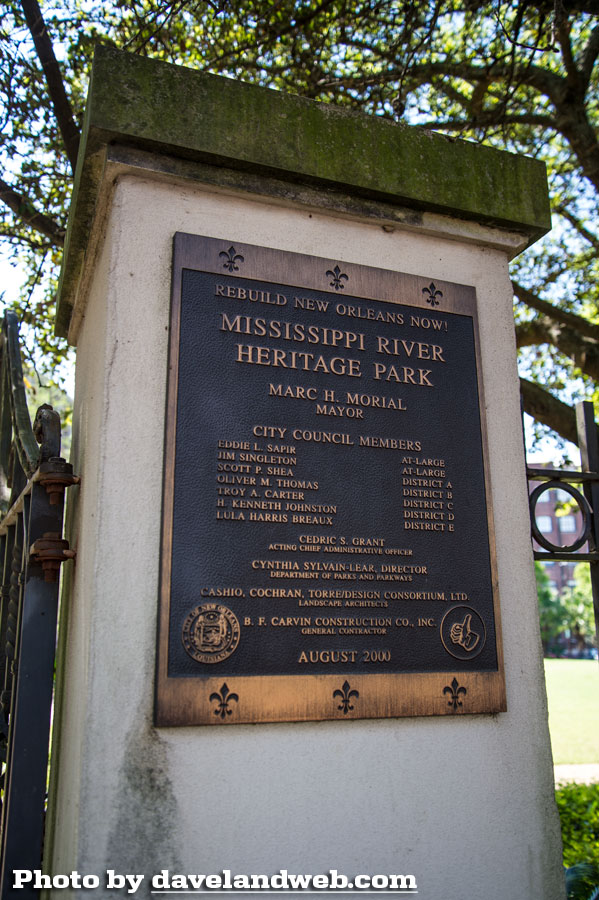 REBUILD NEW ORLEANS NOW!
MISSISSIPPI RIVER
HERITAGE PARK
MARC H. MORIAL
MAYOR
CITY COUNCIL MEMBERS
EDDIE L. SAPIR AT-LARGE
JIM SINGLETON AT-LARGE
SCOTT P. SHEA DISTRICT A
OLIVER M. THOMAS DISTRICT B
TROY A. CARTER DISTRICT C
H. KENNETH JOHNSTON DISTRICT D
LULA HARRIS BREAUX DISTRICT E
CEDRIC S. GRANT
ACTING CHIEF ADMINISTRATIVE OFFICER
CYNTHIA SYLVAIN-LEAR, DIRECTOR
DEPARTMENT OF PARKS AND PARKWAYS
CASHIO, COCHRAN, TORRE/DESIGN CONSORTIUM, LTD.
LANDSCAPE ARCHITECTS
B. F. CARVIN CONSTRUCTION CO., INC.
GENERAL CONTRACTOR
AUGUST 2000
Photo by davelandweb.com